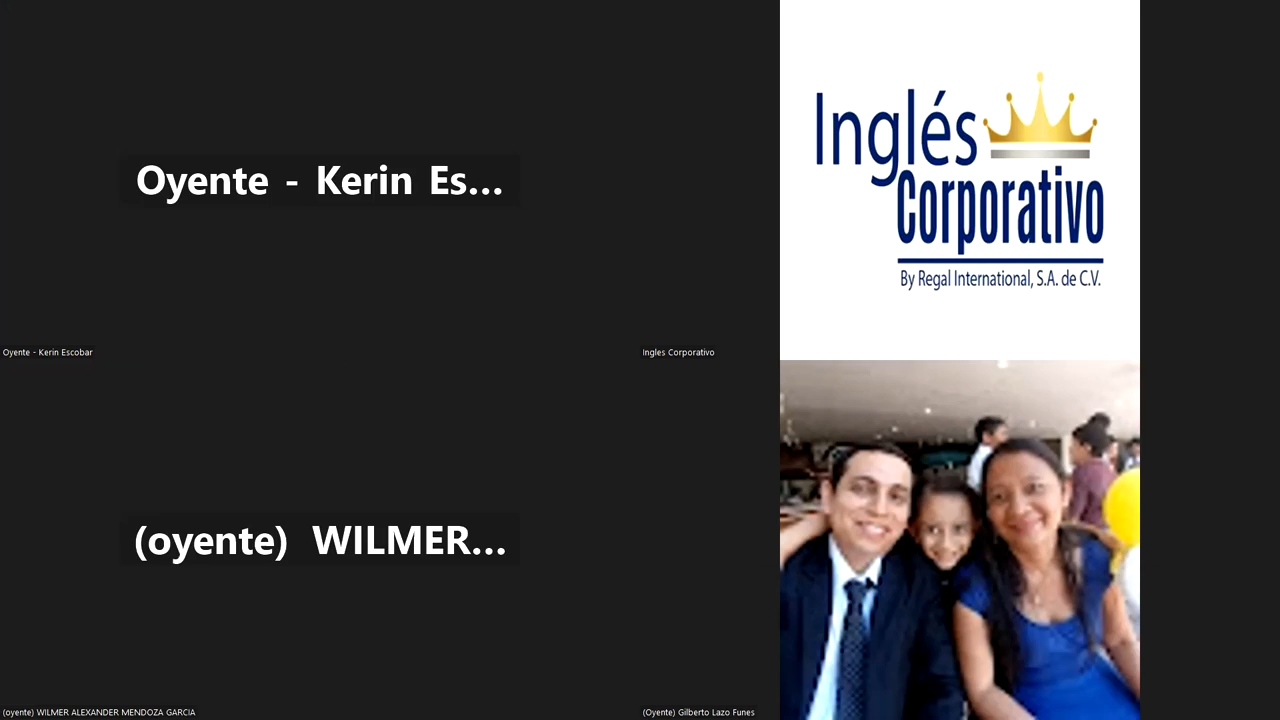 Oyente - Kerin Es...
Oyente - Kerin Escobar
Inglés
Corporativo
By Regal International, S.A. de C.V.
Ingles Corporativo
(oyente) WILMER...
(oyente) WILMER ALEXANDER MENDOZA GARCIA
(Oyente) Gilberto Lazo Funes